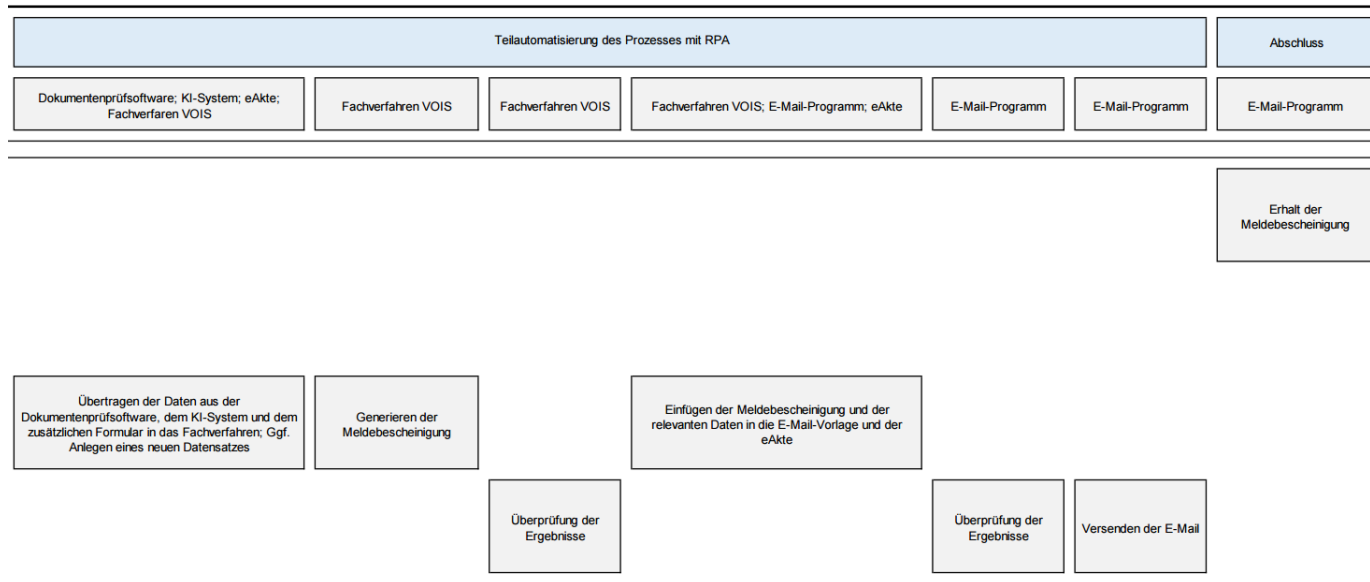 Teilautomatisierung des Prozesses mit RPA
Abschluss
Dokumentenprüfsoftware; KI-System; eAkte;
Fachverfaren VOIS
Fachverfahren VOIS
Fachverfahren VOIS
Fachverfahren VOIS; E-Mail-Programm; eAkte
E-Mail-Programm
E-Mail-Programm
E-Mail-Programm
Erhalt der
Meldebescheinigung
Übertragen der Daten aus der
Dokumentenprüfsoftware, dem KI-System und dem
zusätzlichen Formular in das Fachverfahren; Ggf.
Anlegen eines neuen Datensatzes
Generieren der
Meldebescheinigung
Einfügen der Meldebescheinigung und der
relevanten Daten in die E-Mail-Vorlage und der
eAkte
Überprüfung der
Ergebnisse
Überprüfung der
Ergebnisse
Versenden der E-Mail